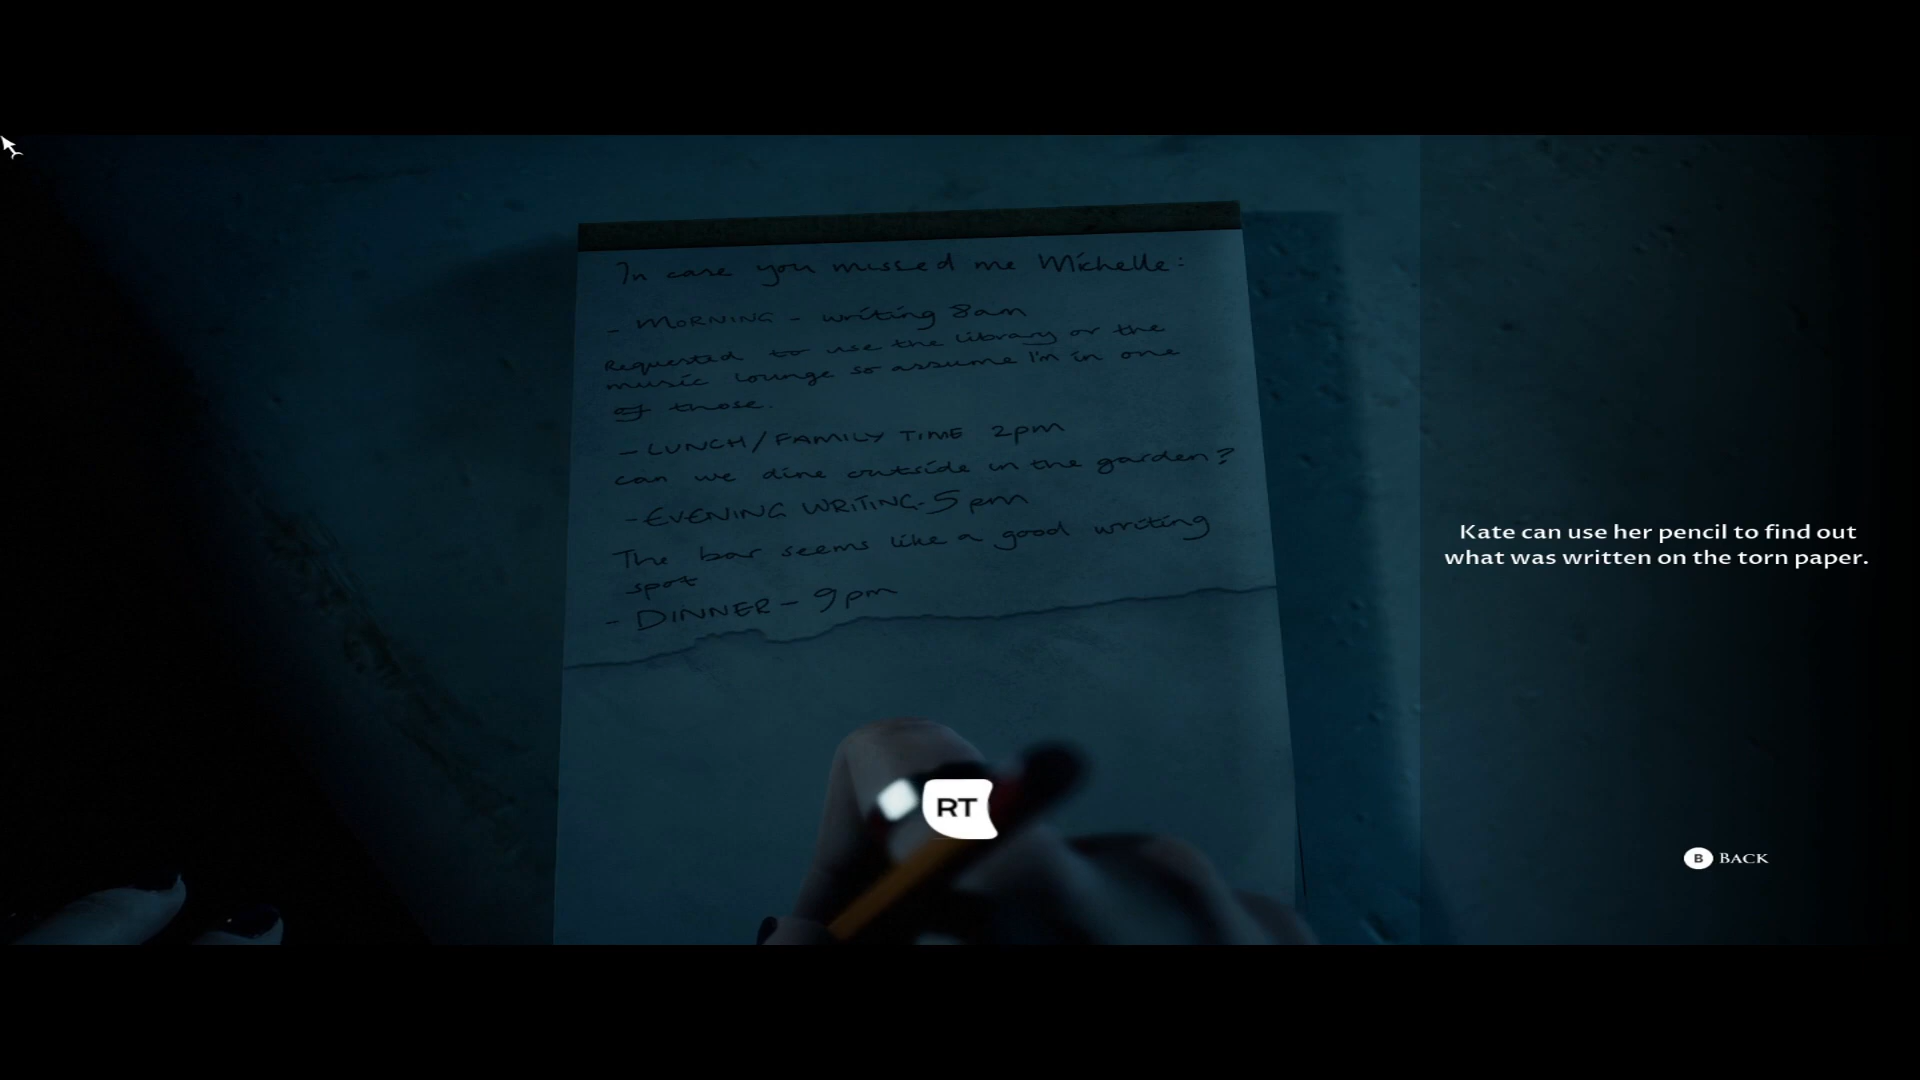 In case you missed me Michelle:
- MORNING - writing 8am
Requested to use the library or the
music lounge so assume I'm in one
of those.
- LUNCH / FAMILY TIME 2pm
can we dine outside in the garden?
- EVENING WRITING - 5pm
The bar seems like a good writing
spot
- DINNER - 9pm
Kate can use her pencil to find out
what was written on the torn paper.
RT
B BACK